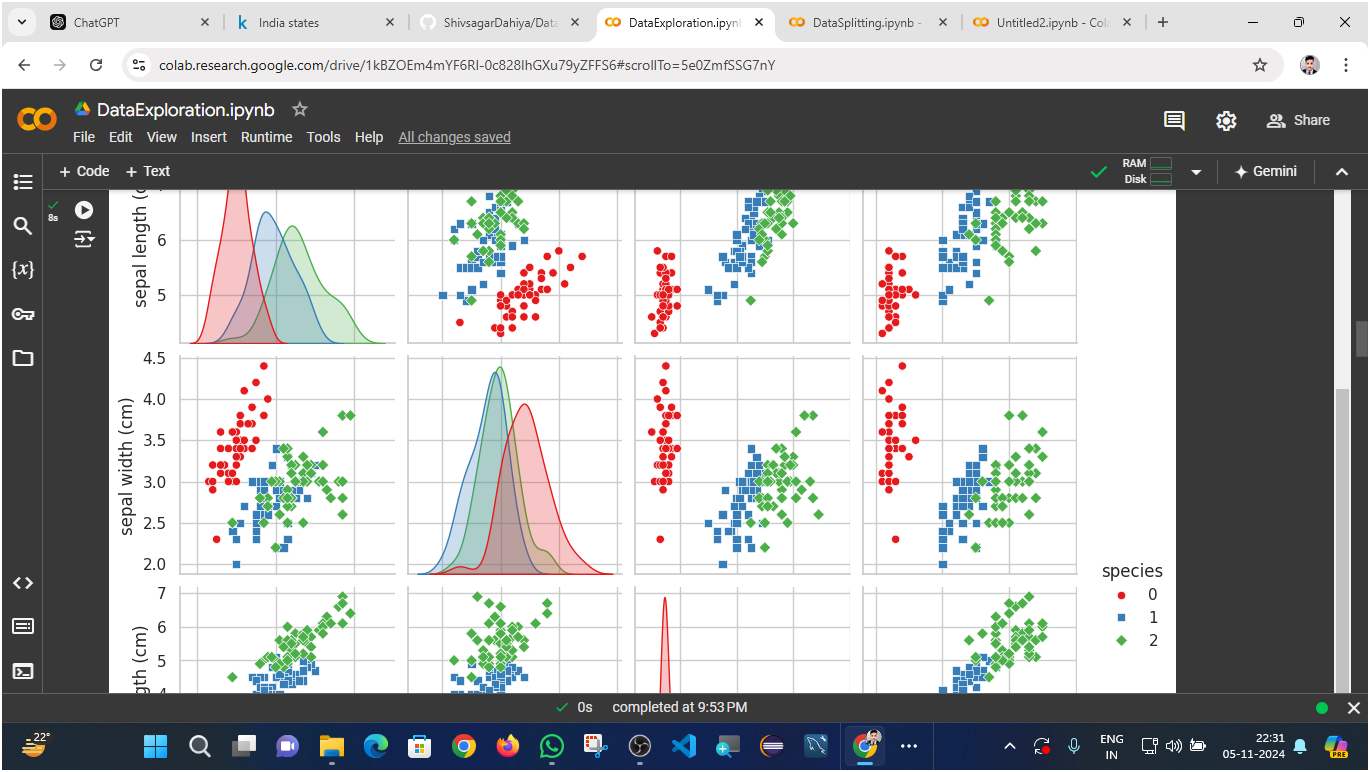 ChatGPT
India states
ShivsagarDahiya/Data
DataExploration.ipynb
DataSplitting.ipynb -
Untitled2.ipynb - Cola
colab.research.google.com/drive/1kBZOEm4mYF6RI-0c828IhGXu79yZFFS6#scrollTo=5e0ZmfSSG7nY
DataExploration.ipynb
File Edit View Insert Runtime Tools Help All changes saved
Share
+ Code + Text
RAM
Disk
Gemini
8s
{x}
sepal length (c
6
5
4.5
4.0
3.5
3.0
2.5
2.0
sepal width (cm)
7
6
5
4
gth (cm)
species
0
1
2
0s completed at 9:53 PM
22°
ENG
IN
22:31
05-11-2024
PRE